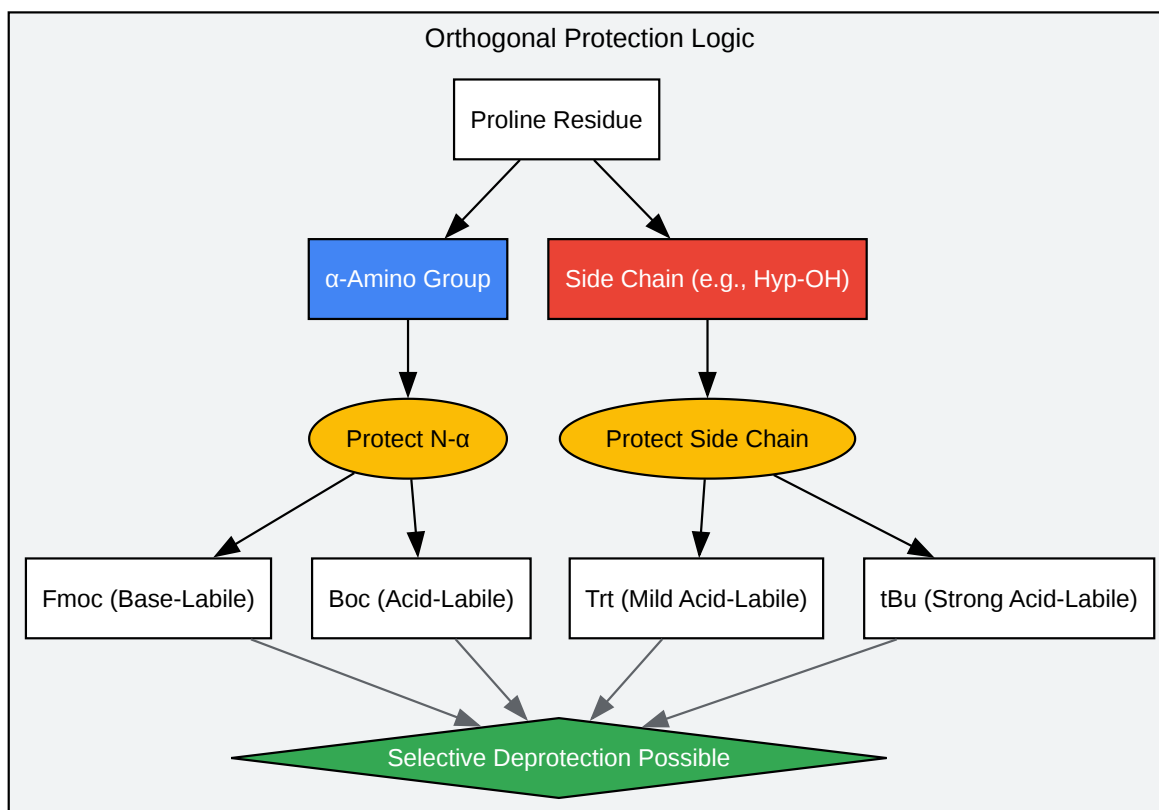 Orthogonal Protection Logic
Proline Residue
α-Amino Group
Side Chain (e.g., Hyp-OH)
Protect N-α
Protect Side Chain
Fmoc (Base-Labile)
Boc (Acid-Labile)
Trt (Mild Acid-Labile)
tBu (Strong Acid-Labile)
Selective Deprotection Possible